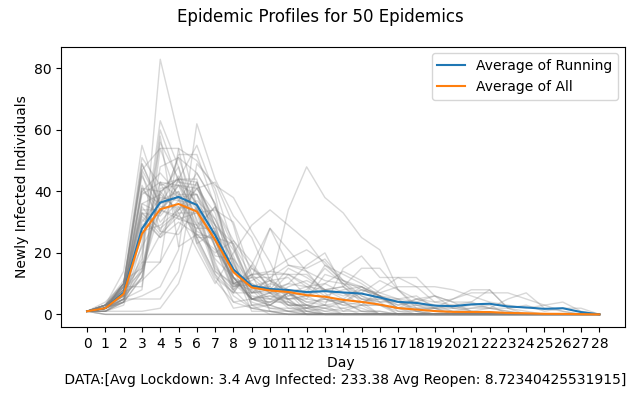 Epidemic Profiles for 50 Epidemics
Average of Running
Average of All
80
60
40
20
0
Newly Infected Individuals
0 1 2 3 4 5 6 7 8 9 10 11 12 13 14 15 16 17 18 19 20 21 22 23 24 25 26 27 28
Day
DATA:[Avg Lockdown: 3.4 Avg Infected: 233.38 Avg Reopen: 8.72340425531915]